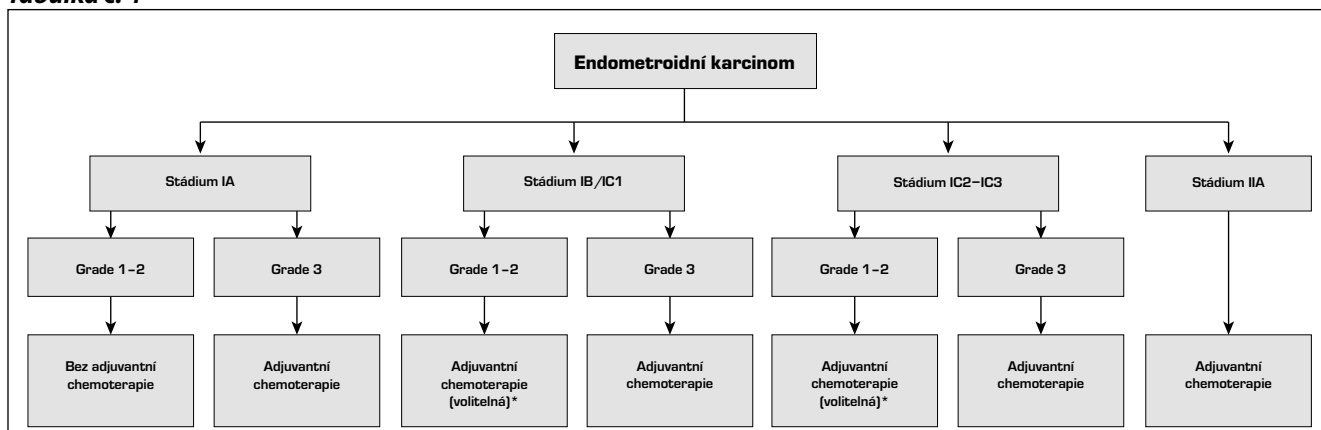 Endometroidní karcinom
Stádium IA
Stádium IB/IC1
Stádium IC2–IC3
Stádium IIA
Grade 1–2
Grade 3
Grade 1–2
Grade 3
Grade 1–2
Grade 3
Bez adjuvantní
chemoterapie
Adjuvantní
chemoterapie
Adjuvantní
chemoterapie
(volitelná)*
Adjuvantní
chemoterapie
Adjuvantní
chemoterapie
(volitelná)*
Adjuvantní
chemoterapie
Adjuvantní
chemoterapie